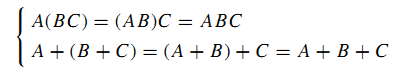 A(BC) = (AB)C = ABC
A + (B + C) = (A + B) + C = A + B + C